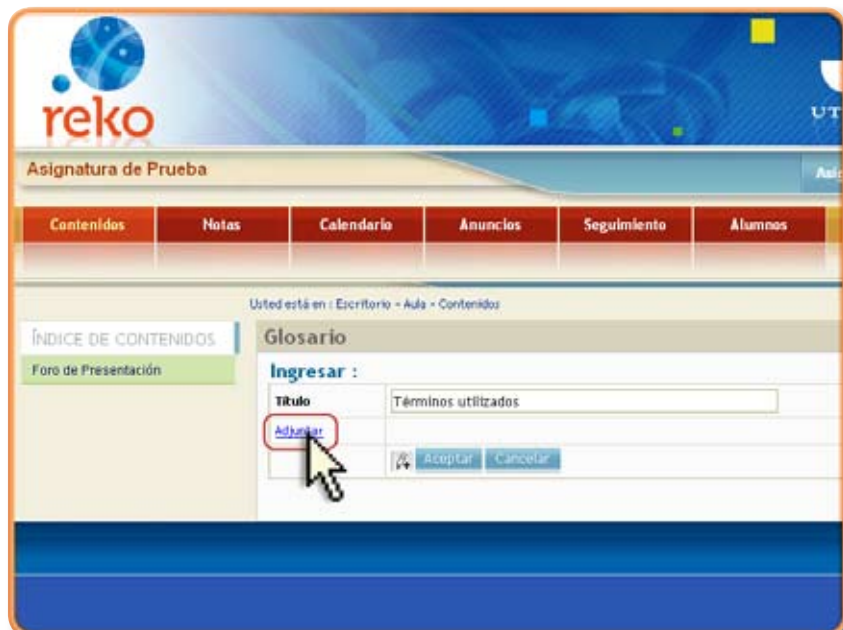 reko
UT
Asignatura de Prueba
Contenidos Notas Calendario Anuncios Seguimiento Alumnos
Usted está en : Escritorio - Aula - Contenidos
ÍNDICE DE CONTENIDOS
Glosario
Foro de Presentación
Ingresar :
Título Términos utilizados
Adjuntar
Aceptar Cancelar